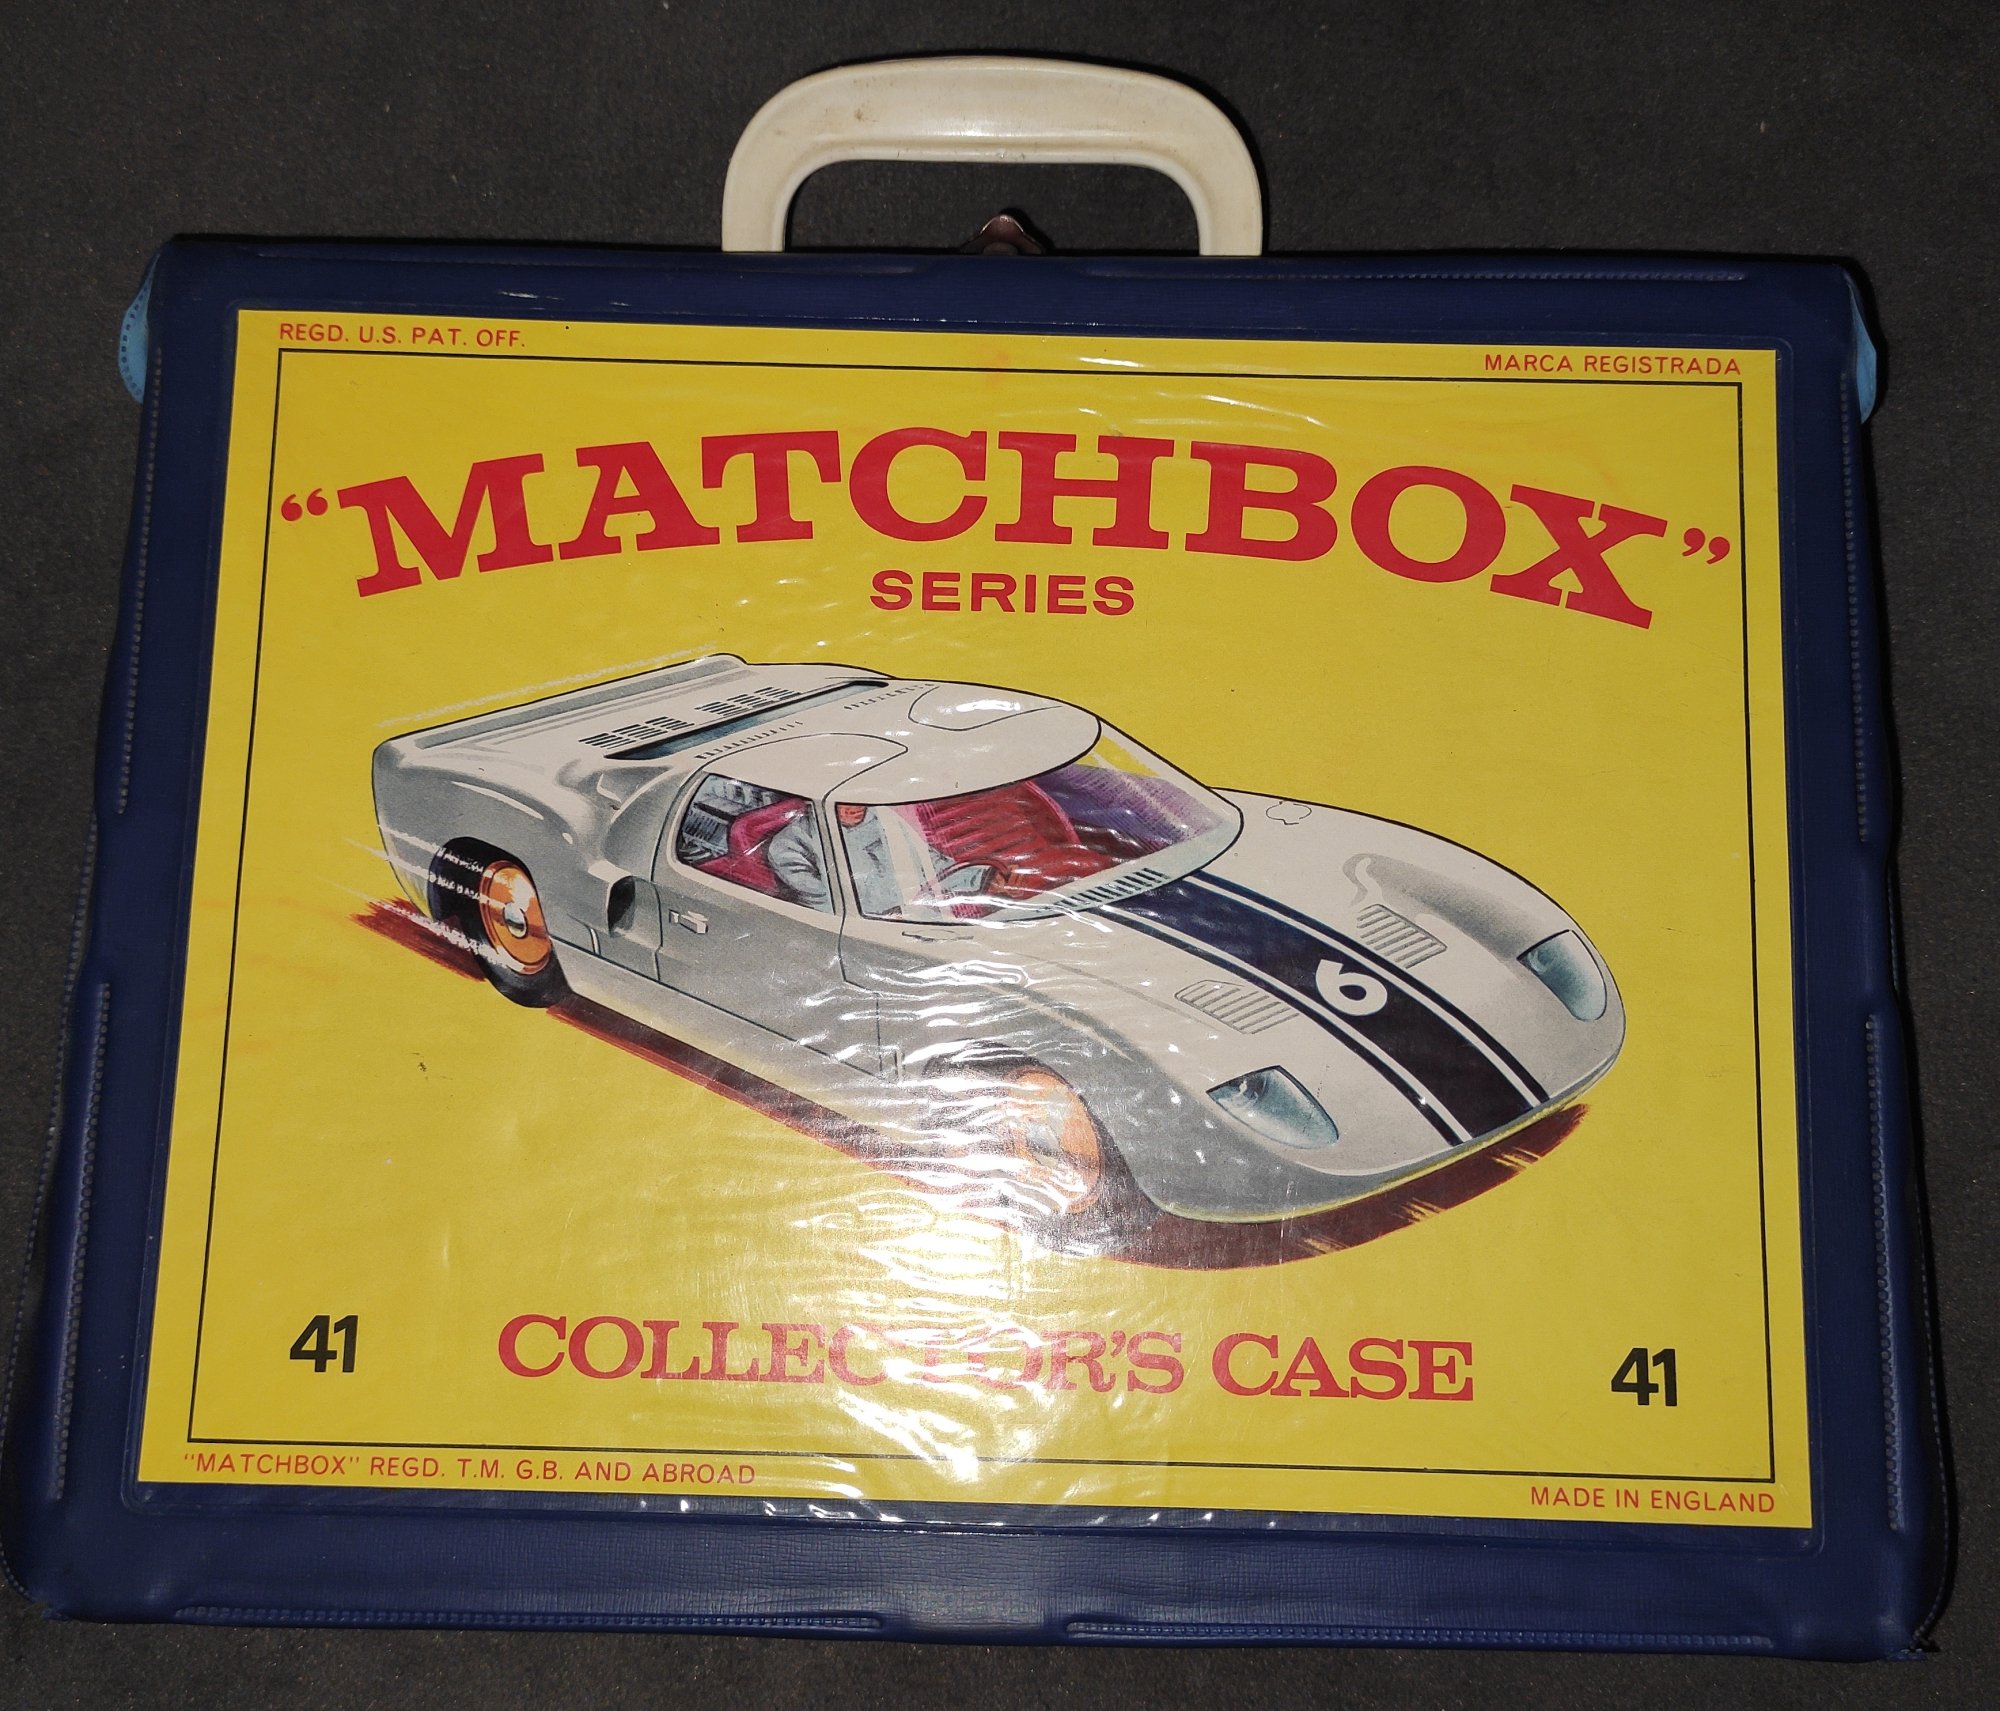 REGD. U.S. PAT. OFF.
MARCA REGISTRADA
“MATCHBOX”
SERIES
6
41 COLLECTOR'S CASE 41
"MATCHBOX" REGD. T.M. G.B. AND ABROAD
MADE IN ENGLAND